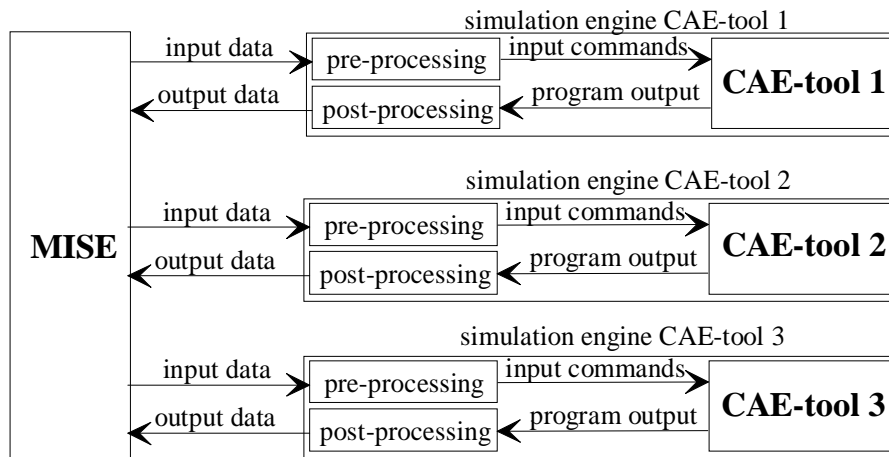 simulation engine CAE-tool 1
input data
pre-processing
input commands
CAE-tool 1
output data
post-processing
program output
MISE
simulation engine CAE-tool 2
input data
pre-processing
input commands
CAE-tool 2
output data
post-processing
program output
simulation engine CAE-tool 3
input data
pre-processing
input commands
CAE-tool 3
output data
post-processing
program output